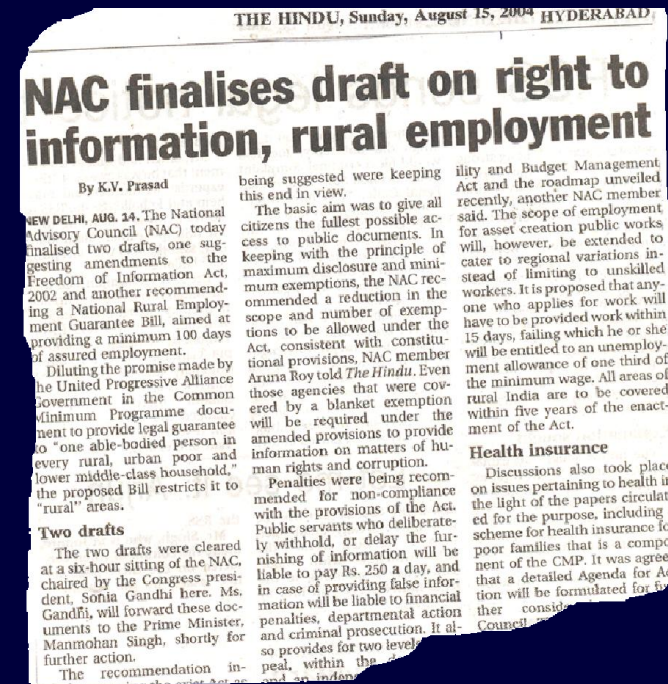 THE HINDU, Sunday, August 15, 2004 HYDERABAD
NAC finalises draft on right to
information, rural employment
By K.V. Prasad
NEW DELHI, AUG. 14. The National
Advisory Council (NAC) today
finalised two drafts, one sug-
gesting amendments to the
Freedom of Information Act,
2002 and another recommend-
ing a National Rural Employ-
ment Guarantee Bill, aimed at
providing a minimum 100 days
of assured employment.
Diluting the promise made by
the United Progressive Alliance
Government in the Common
Minimum Programme docu-
ment to provide legal guarantee
to "one able-bodied person in
every rural, urban poor and
lower middle-class household,"
the proposed Bill restricts it to
"rural" areas.
Two drafts
The two drafts were cleared
at a six-hour sitting of the NAC,
chaired by the Congress presi-
dent, Sonia Gandhi here. Ms.
Gandhi, will forward these doc-
uments to the Prime Minister,
Manmohan Singh, shortly for
further action.
The recommendation in-
being suggested were keeping
this end in view.
The basic aim was to give all
citizens the fullest possible ac-
cess to public documents. In
keeping with the principle of
maximum disclosure and mini-
mum exemptions, the NAC rec-
ommended a reduction in the
scope and number of exemp-
tions to be allowed under the
Act, consistent with constitu-
tional provisions, NAC member
Aruna Roy told The Hindu. Even
those agencies that were cov-
ered by a blanket exemption
will be required under the
amended provisions to provide
information on matters of hu-
man rights and corruption.
Penalties were being recom-
mended for non-compliance
with the provisions of the Act.
Public servants who deliberate-
ly withhold, or delay the fur-
nishing of information will be
liable to pay Rs. 250 a day, and
in case of providing false infor-
mation will be liable to financial
penalties, departmental action
and criminal prosecution. It al-
so provides for two levels
peal, within the
and an indepen
ility and Budget Management
Act and the roadmap unveiled
recently, another NAC member
said. The scope of employment
for asset creation public works
will, however, be extended to
cater to regional variations in-
stead of limiting to unskilled
workers. It is proposed that any-
one who applies for work will
have to be provided work within
15 days, failing which he or she
will be entitled to an unemploy-
ment allowance of one third of
the minimum wage. All areas of
rural India are to be covered
within five years of the enact-
ment of the Act.
Health insurance
Discussions also took place
on issues pertaining to health in
the light of the papers circulat-
ed for the purpose, including
scheme for health insurance fo
poor families that is a compo
nent of the CMP. It was agree
that a detailed Agenda for Ac
tion will be formulated for fu
ther conside
Council